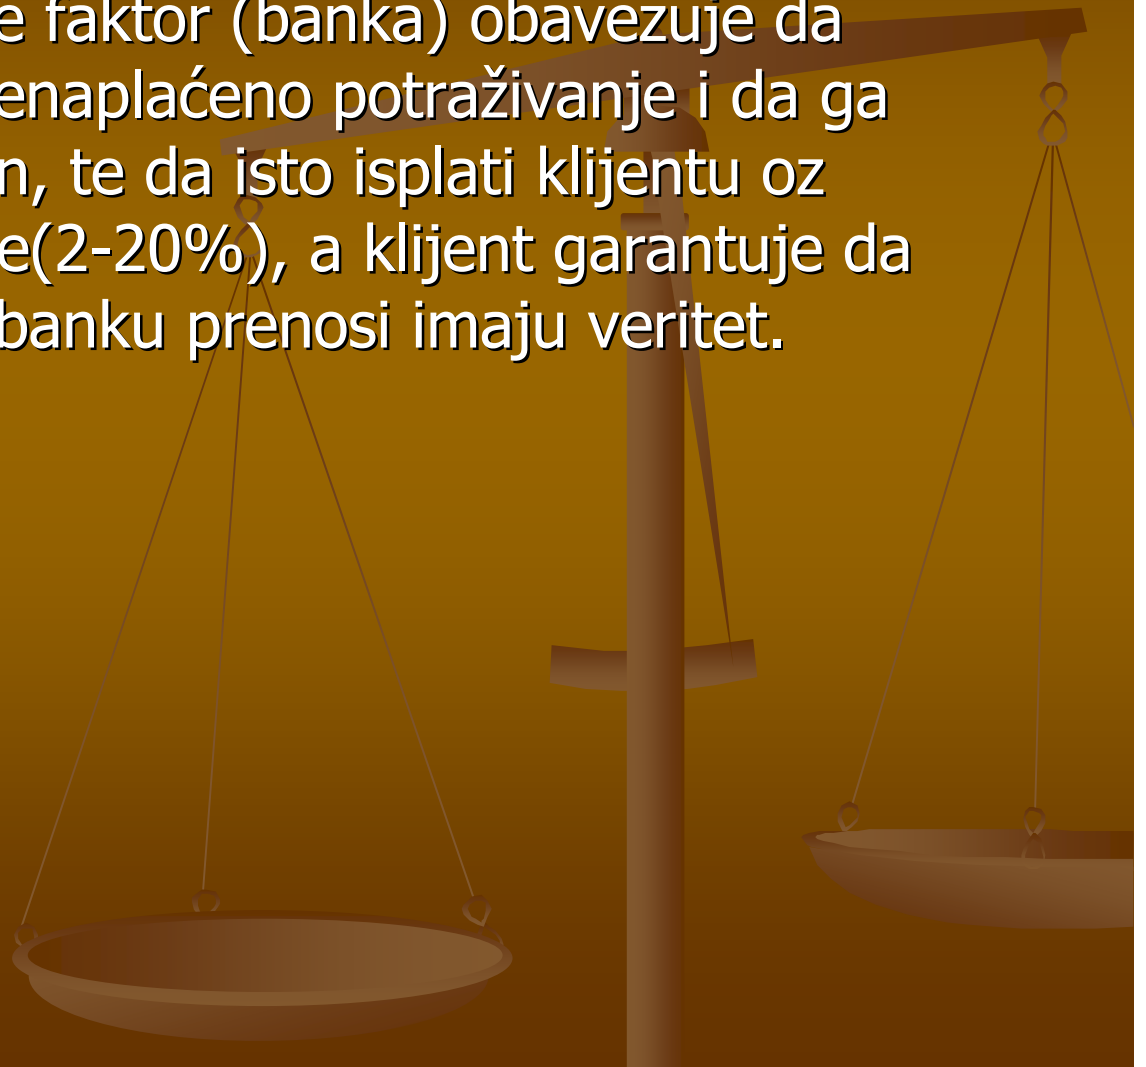 e faktor (banka) obavezuje da
enaplaćeno potraživanje i da ga
n, te da isto isplati klijentu oz
e(2-20%), a klijent garantuje da
banku prenosi imaju veritet.